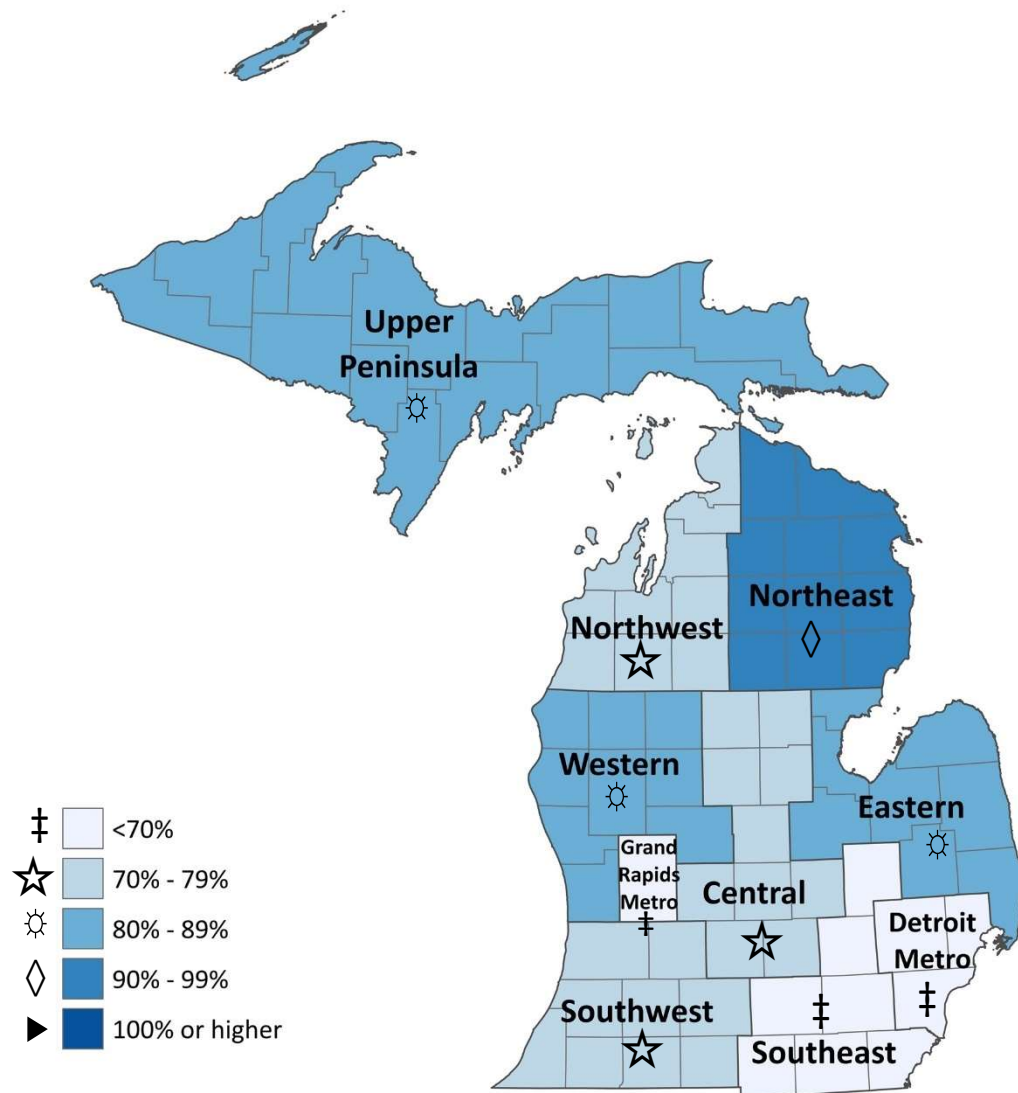 Upper
Peninsula
Northeast
Northwest
Western
Eastern
Grand
Rapids
Metro
Central
Detroit
Metro
Southwest
Southeast
<70%
70% - 79%
80% - 89%
90% - 99%
100% or higher